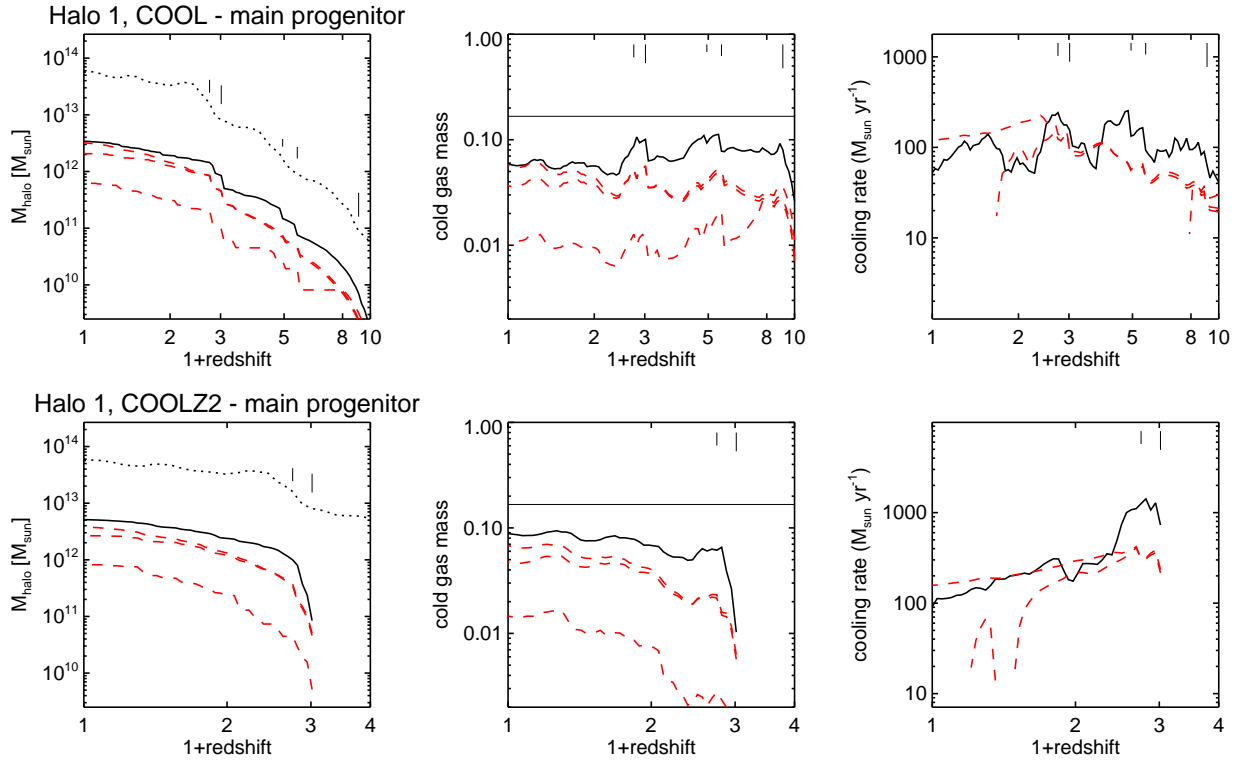 Halo 1, COOL - main progenitor
10^14
10^13
10^12
10^11
10^10
M_halo [M_sun]
1 2 3 5 8 10
1+redshift
1.00
0.10
0.01
cold gas mass
1 2 3 5 8 10
1+redshift
1000
100
10
cooling rate (M_sun yr^-1)
1 2 3 5 8 10
1+redshift
Halo 1, COOLZ2 - main progenitor
10^14
10^13
10^12
10^11
10^10
M_halo [M_sun]
1 2 3 4
1+redshift
1.00
0.10
0.01
cold gas mass
1 2 3 4
1+redshift
1000
100
10
cooling rate (M_sun yr^-1)
1 2 3 4
1+redshift